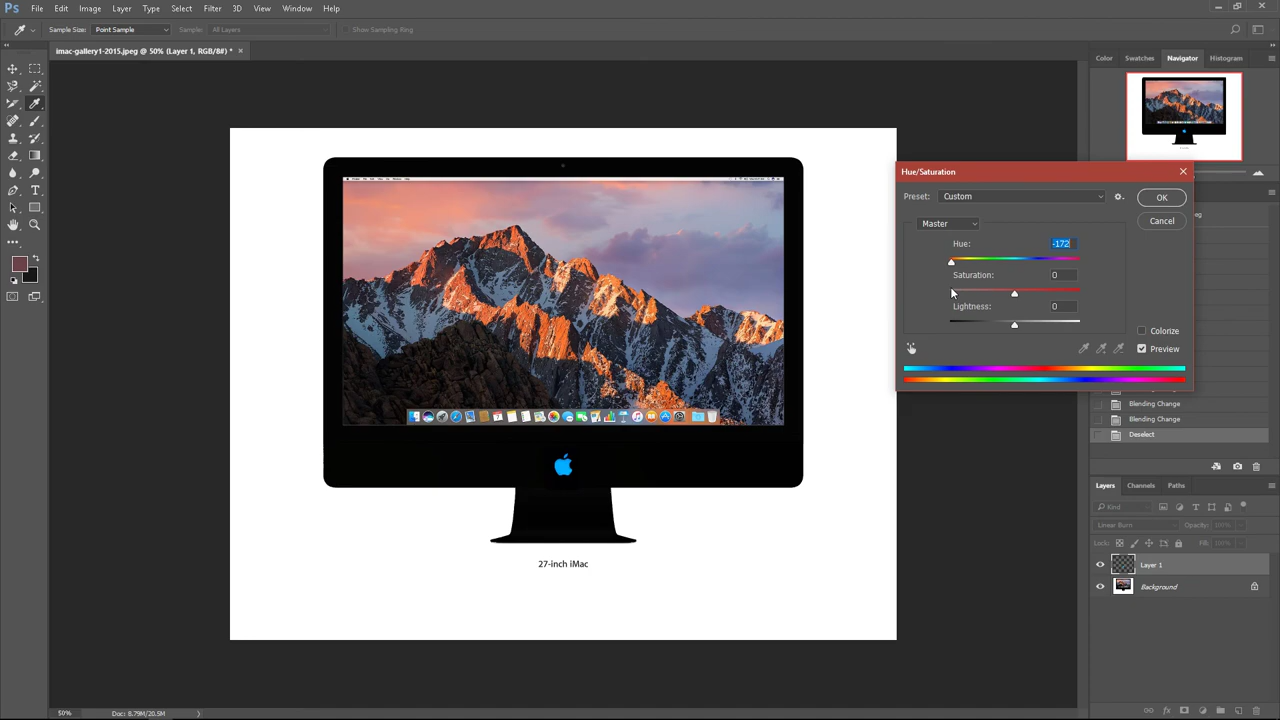 Ps File Edit Image Layer Type Select Filter 3D View Window Help
Sample Size: Point Sample Sample: All Layers Show Sampling Ring
imac-gallery1-2015.jpeg @ 50% (Layer 1, RGB/8#) *
Color Swatches Navigator Histogram
Hue/Saturation
Preset: Custom OK
Master Cancel
Hue: -172
Saturation: 0
Lightness: 0
Colorize
Preview
Blending Change
Blending Change
Deselect
27-inch iMac
Layers Channels Paths
Kind
Linear Burn Opacity: 100%
Lock: Fill: 100%
Layer 1
Background
50% Doc: 8.79M/20.5M